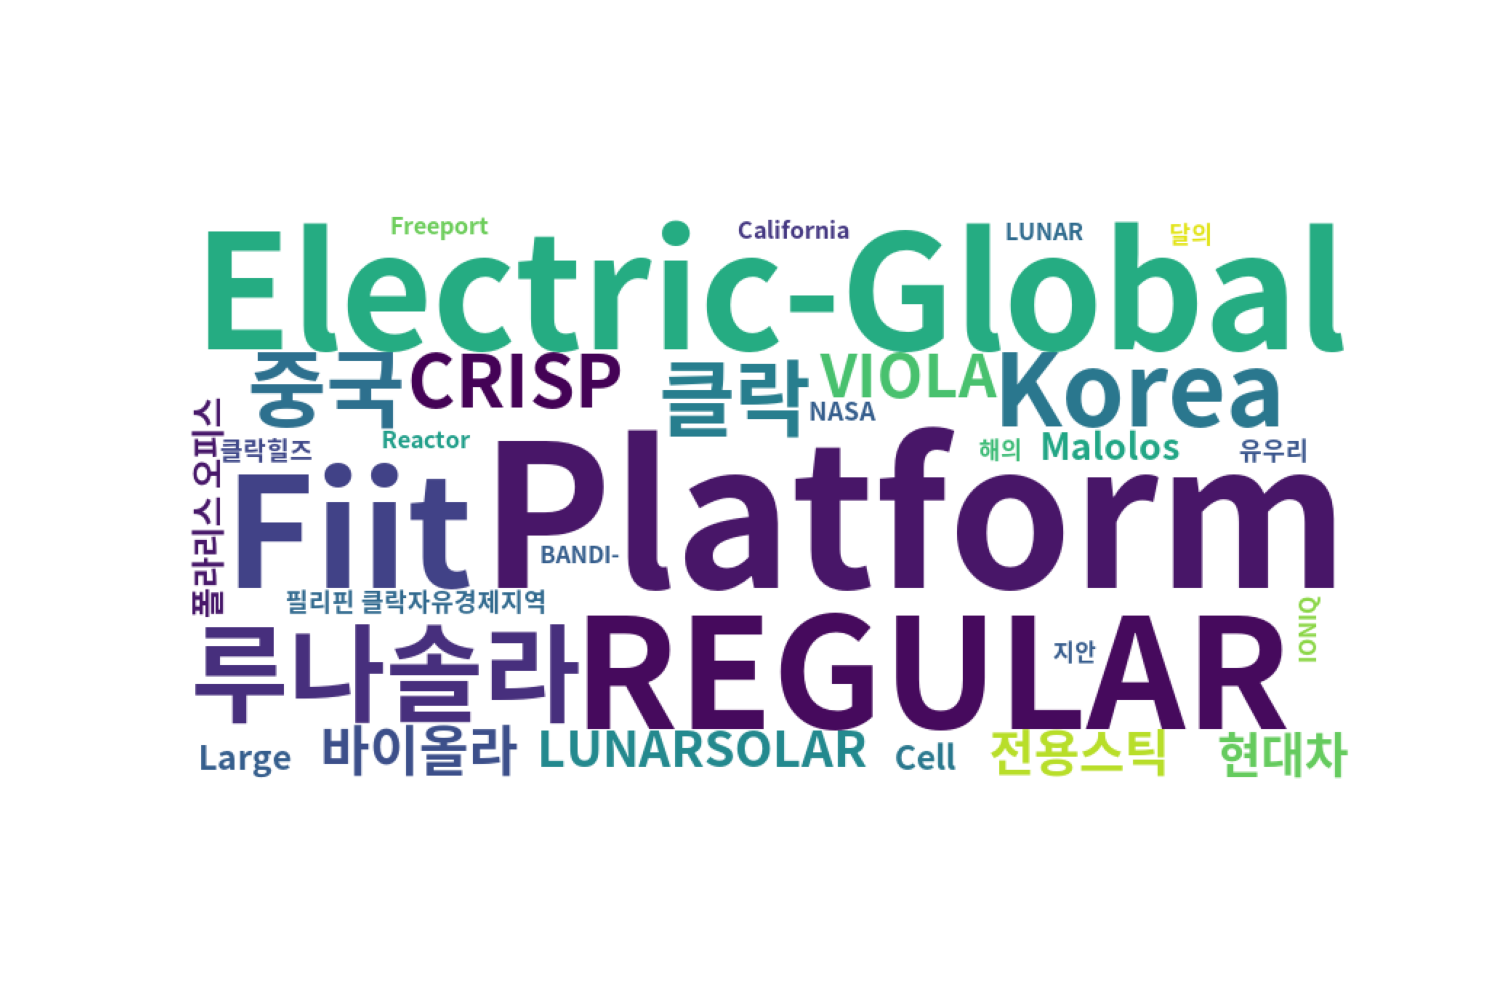 Freeport
California
LUNAR
달의
Electric-Global
중국
CRISP
클락
VIOLA
NASA
Korea
폴라리스 오피스
클락힐즈
Reactor
해의
Malolos
유우리
Fiit
Platform
BANDI-
필리핀 클락자유경제지역
루나솔라
REGULAR
지안
IONIQ
Large
바이올라
LUNARSOLAR
Cell
전용스틱
현대차